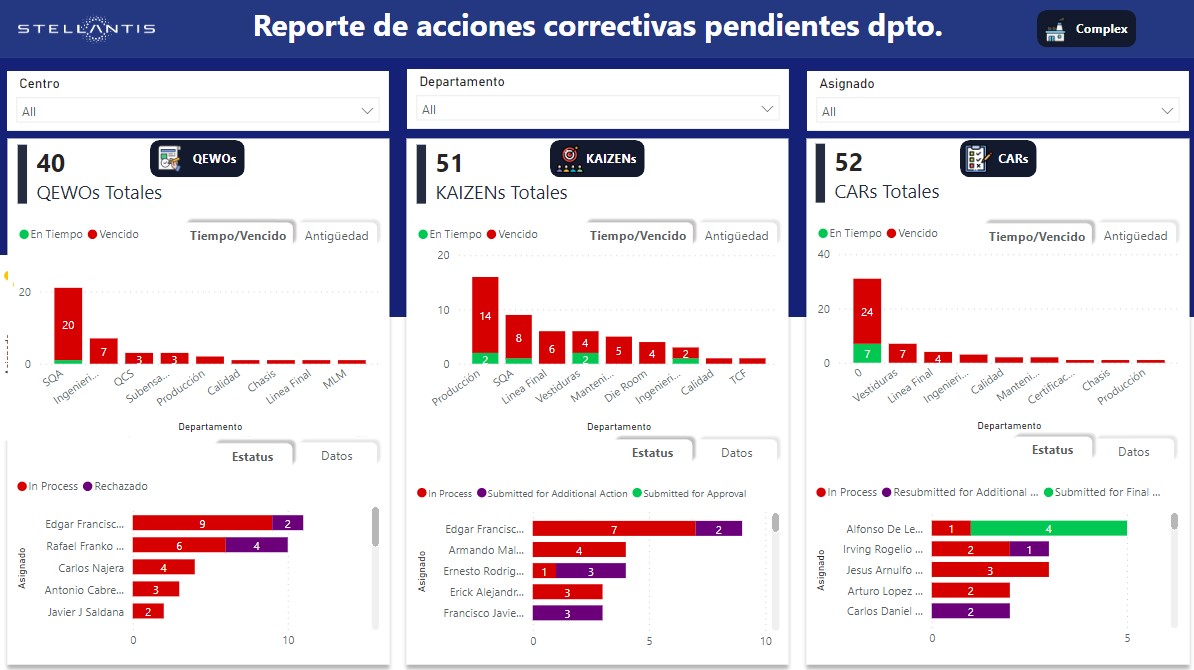 STELLANTIS
Reporte de acciones correctivas pendientes dpto.
Complex
Centro
All
Departamento
All
Asignado
All
40
QEWOs Totales
QEWOs
En Tiempo Vencido
Tiempo/Vencido
Antigüedad
20
0
20
7
3
3
SQA
Ingenieri...
QCS
Subensa...
Producción
Calidad
Chasis
Linea Final
MLM
Departamento
Estatus
Datos
In Process Rechazado
Asignado
Edgar Francisc... 9 2
Rafael Franko ... 6 4
Carlos Najera 4
Antonio Cabre... 3
Javier J Saldana 2
0 10
51
KAIZENs Totales
KAIZENs
En Tiempo Vencido
Tiempo/Vencido
Antigüedad
20
10
0
14
2
8
6
4
2
5
4
2
Producción
SQA
Linea Final
Vestiduras
Manteni...
Die Room
Ingenieri...
Calidad
TCF
Departamento
Estatus
Datos
In Process Submitted for Additional Action Submitted for Approval
Asignado
Edgar Francisc... 7 2
Armando Mal... 4
Ernesto Rodrig... 1 3
Erick Alejandr... 3
Francisco Javie... 3
0 5 10
52
CARs Totales
CARs
En Tiempo Vencido
Tiempo/Vencido
Antigüedad
40
20
0
24
7
7
4
0
Vestiduras
Linea Final
Ingenieri...
Calidad
Manteni...
Certificac...
Chasis
Producción
Departamento
Estatus
Datos
In Process Resubmitted for Additional ... Submitted for Final ...
Asignado
Alfonso De Le... 1 4
Irving Rogelio ... 2 1
Jesus Arnulfo ... 3
Arturo Lopez ... 2
Carlos Daniel ... 2
0 5